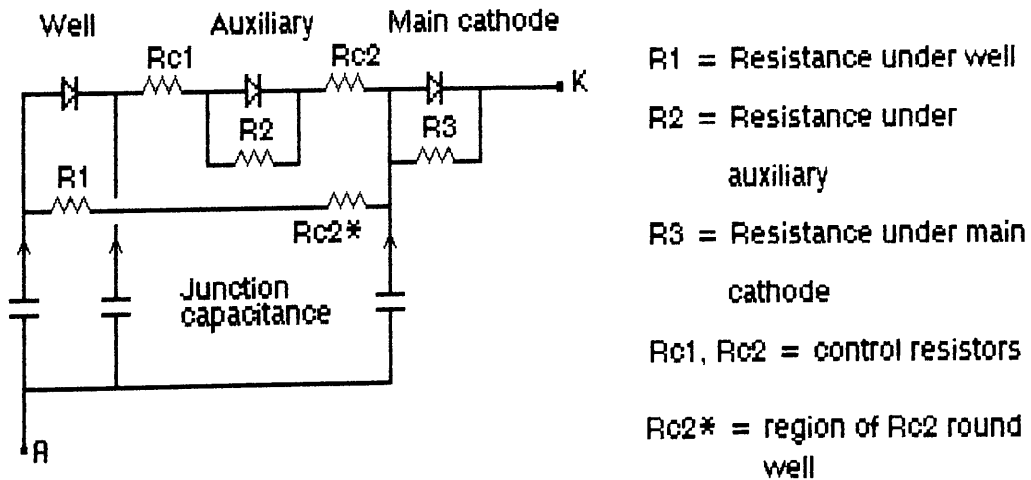 Well
Auxiliary
Main cathode
Rc1
Rc2
K
R2
R3
R1
Rc2*
Junction
capacitance
A
R1 = Resistance under well
R2 = Resistance under
auxiliary
R3 = Resistance under main
cathode
Rc1, Rc2 = control resistors
Rc2* = region of Rc2 round
well